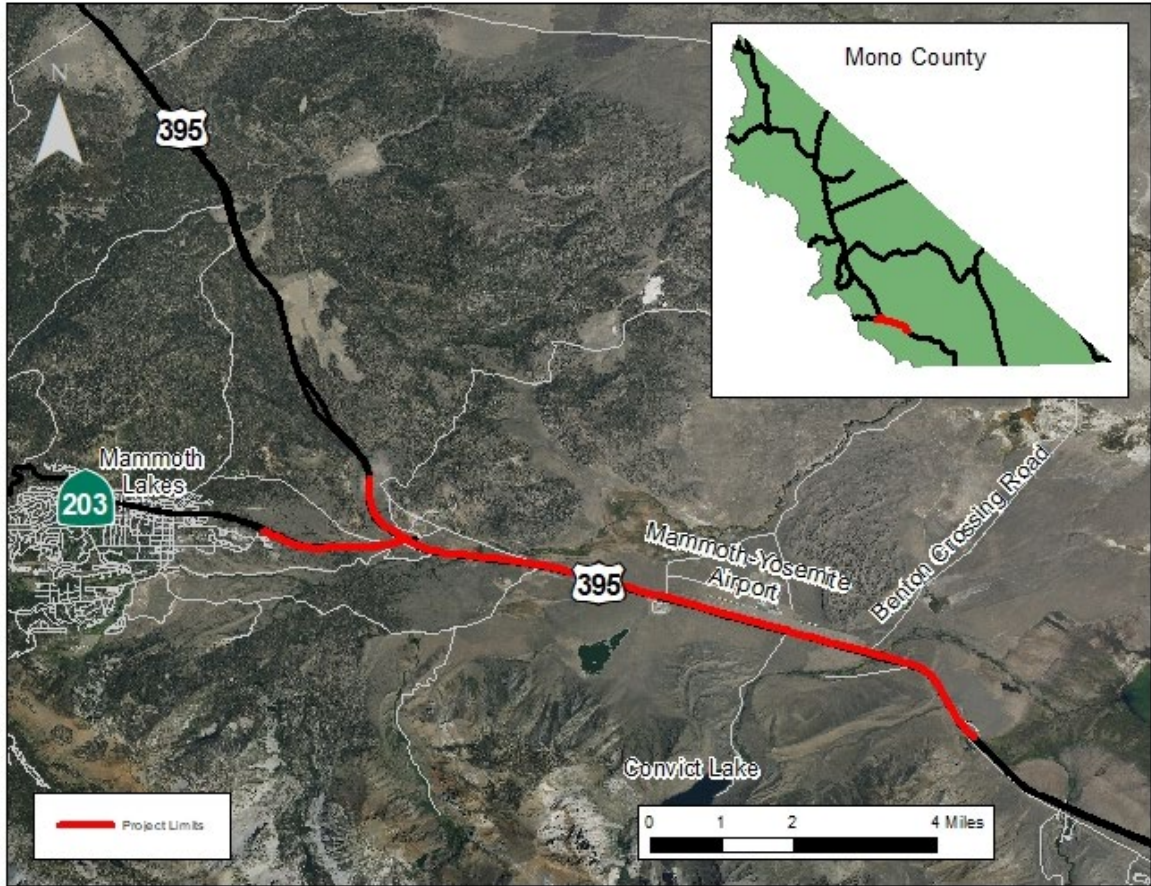 Mono County
N
395
Mammoth
Lakes
203
395
Mammoth-Yosemite
Airport
Benton Crossing Road
Convict Lake
Project Limits
0 1 2 4 Miles